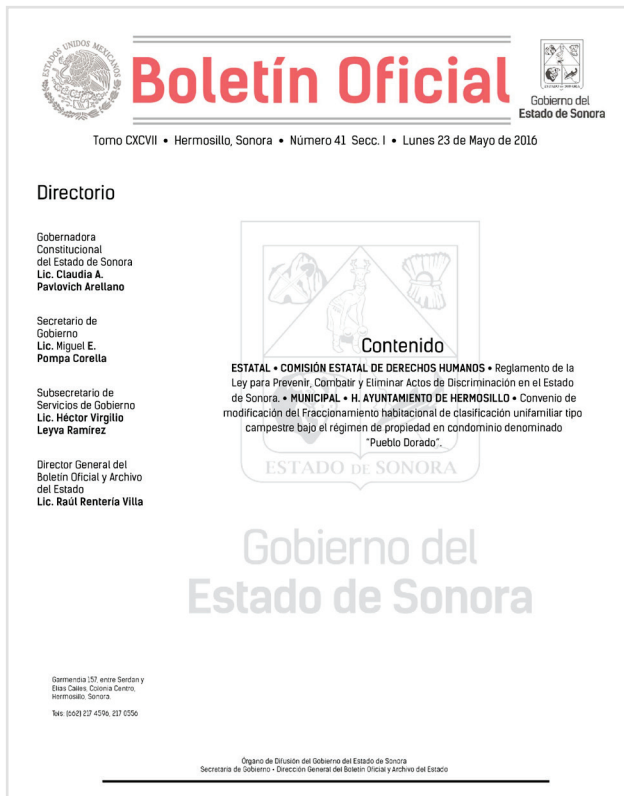 ESTADOS UNIDOS MEXICANOS
Boletín Oficial
Gobierno del
Estado de Sonora
Tomo CXCVII • Hermosillo, Sonora • Número 41 Secc. I • Lunes 23 de Mayo de 2016
Directorio
Gobernadora
Constitucional
del Estado de Sonora
Lic. Claudia A.
Pavlovich Arellano
Secretario de
Gobierno
Lic. Miguel E.
Pompa Corella
Subsecretario de
Servicios de Gobierno
Lic. Héctor Virgilio
Leyva Ramírez
Director General del
Boletín Oficial y Archivo
del Estado
Lic. Raúl Rentería Villa
Contenido
ESTATAL • COMISIÓN ESTATAL DE DERECHOS HUMANOS • Reglamento de la
Ley para Prevenir, Combatir y Eliminar Actos de Discriminación en el Estado
de Sonora. • MUNICIPAL • H. AYUNTAMIENTO DE HERMOSILLO • Convenio de
modificación del Fraccionamiento habitacional de clasificación unifamiliar tipo
campestre bajo el régimen de propiedad en condominio denominado
“Pueblo Dorado”.
ESTADO DE SONORA
Gobierno del
Estado de Sonora
Garmendia 157, entre Serdan y
Elias Calles, Colonia Centro,
Hermosillo, Sonora.
Tels: (662) 217 4596, 217 0556
Órgano de Difusión del Gobierno del Estado de Sonora
Secretaría de Gobierno • Dirección General del Boletín Oficial y Archivo del Estado